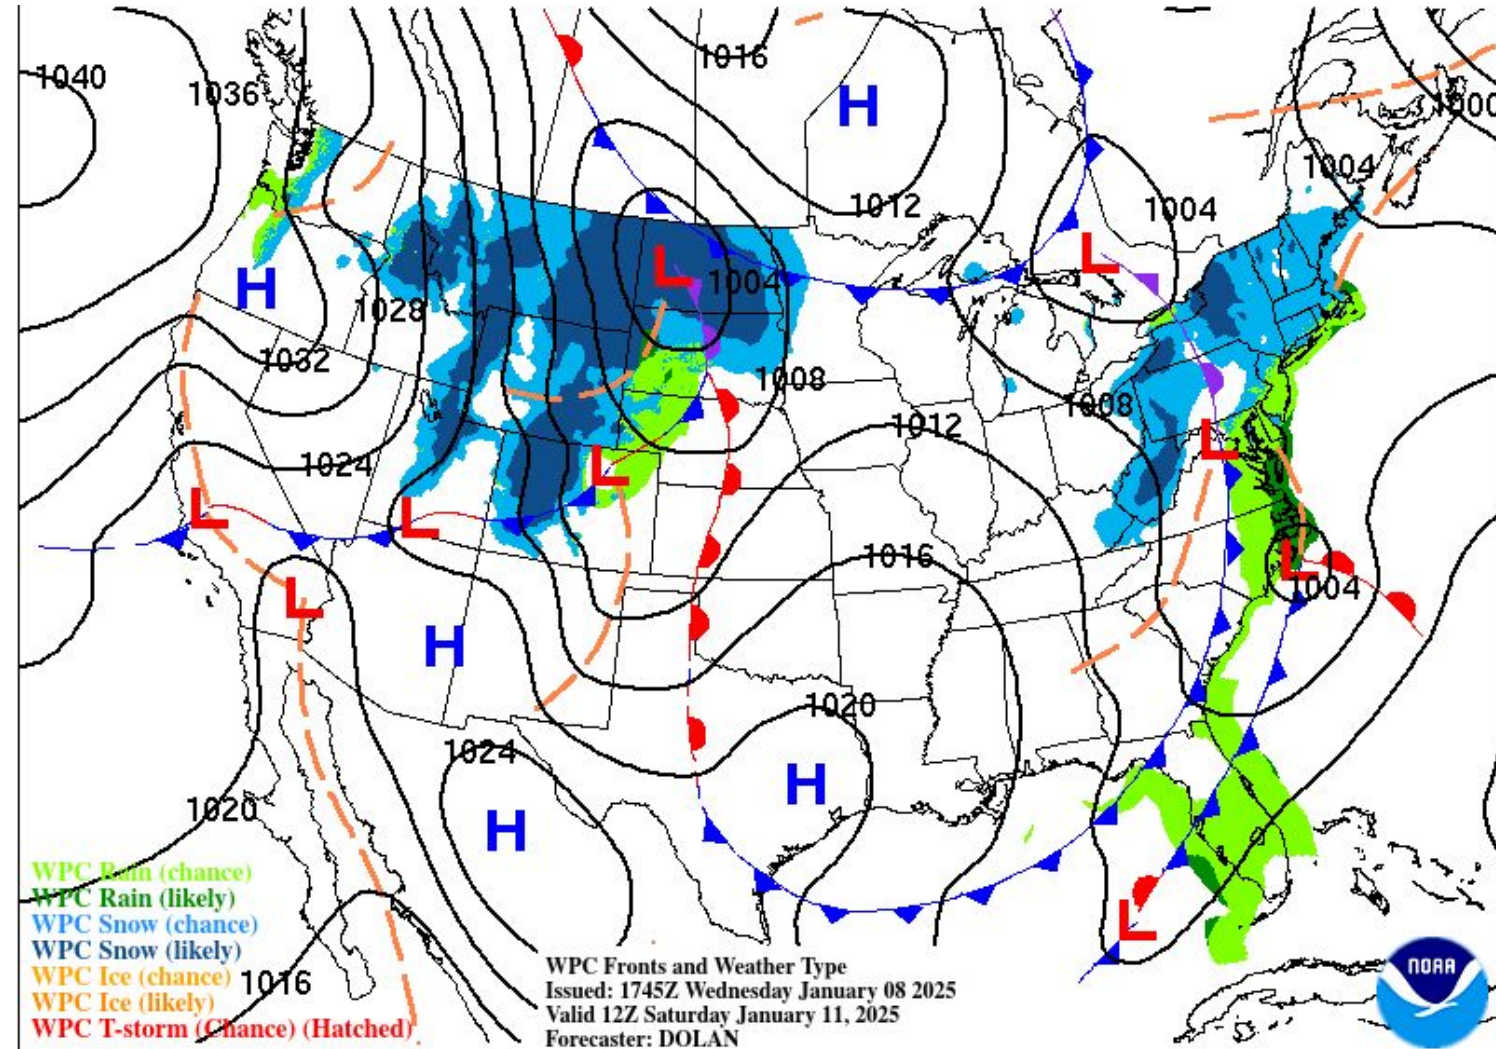 1016
1040
1036
H
1000
1004
1012
1004
L
L
1004
H
1028
1032
1008
1008
1012
L
1024
L
L
L
1016
L
1004
L
H
1020
1024
H
H
1020
L
1016
WPC Rain (chance)
WPC Rain (likely)
WPC Snow (chance)
WPC Snow (likely)
WPC Ice (chance)
WPC Ice (likely)
WPC T-storm (Chance) (Hatched)
WPC Fronts and Weather Type
Issued: 1745Z Wednesday January 08 2025
Valid 12Z Saturday January 11, 2025
Forecaster: DOLAN
NOAA